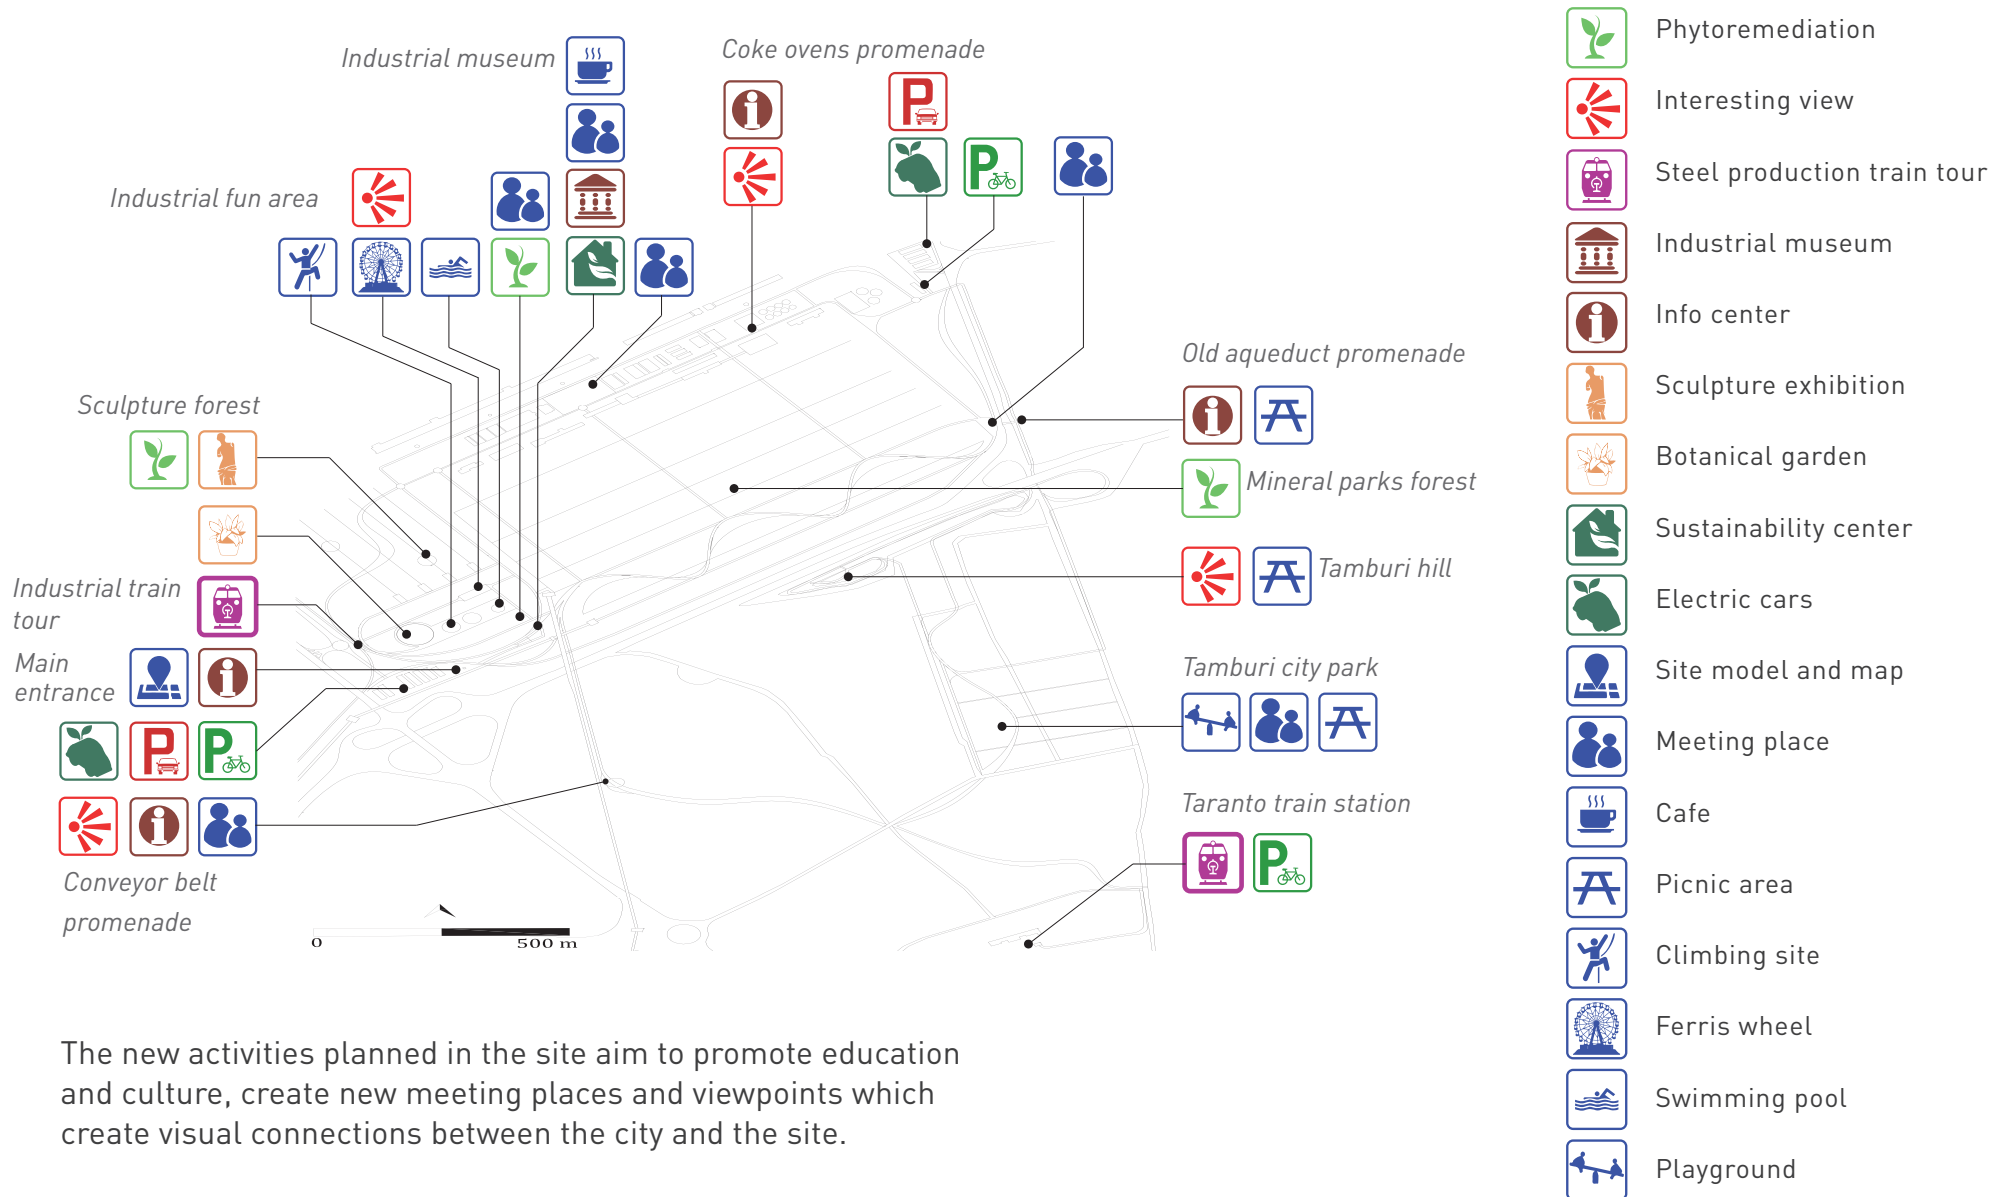 Industrial museum
Coke ovens promenade
Industrial fun area
Sculpture forest
Industrial train
tour
Main
entrance
Conveyor belt
promenade
Old aqueduct promenade
Mineral parks forest
Tamburi hill
Tamburi city park
Taranto train station
P
P
P
P
P
0
500 m
The new activities planned in the site aim to promote education
and culture, create new meeting places and viewpoints which
create visual connections between the city and the site.
Phytoremediation
Interesting view
Steel production train tour
Industrial museum
Info center
Sculpture exhibition
Botanical garden
Sustainability center
Electric cars
Site model and map
Meeting place
Cafe
Picnic area
Climbing site
Ferris wheel
Swimming pool
Playground